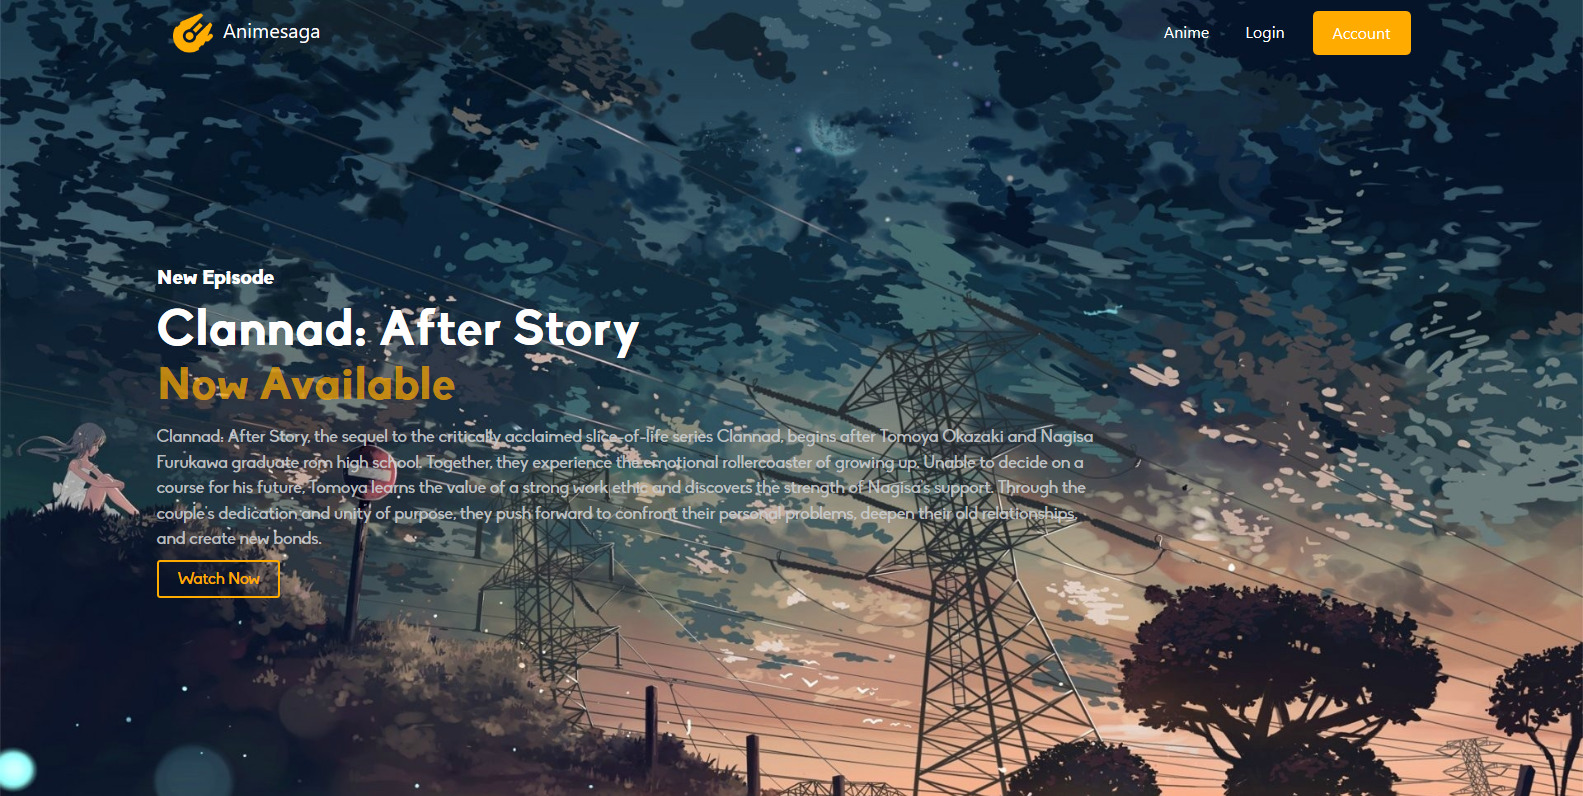 Animesaga
Anime
Login
Account
New Episode
Clannad: After Story
Now Available
Clannad: After Story, the sequel to the critically acclaimed slice-of-life series Clannad, begins after Tomoya Okazaki and Nagisa
Furukawa graduate rom high school. Together, they experience the emotional rollercoaster of growing up. Unable to decide on a
course for his future, Tomoya learns the value of a strong work ethic and discovers the strength of Nagisa's support. Through the
couple's dedication and unity of purpose, they push forward to confront their personal problems, deepen their old relationships,
and create new bonds.
Watch Now